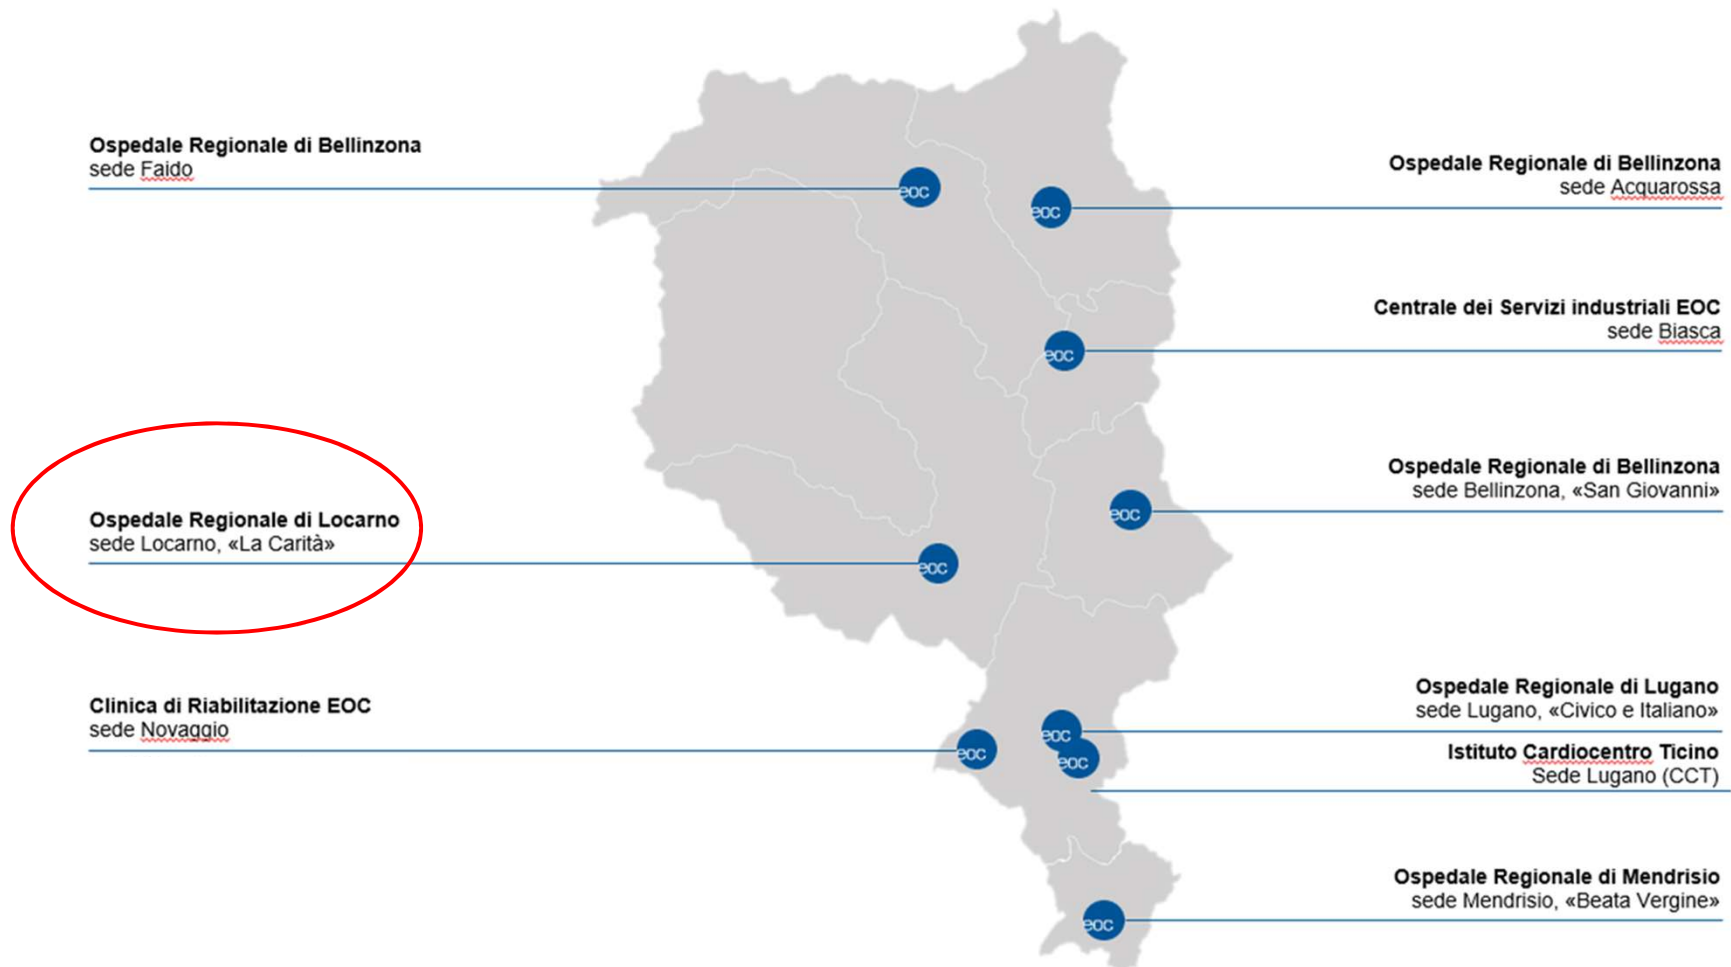 Ospedale Regionale di Bellinzona
sede Faido
eoc
Ospedale Regionale di Bellinzona
sede Acquarossa
eoc
Centrale dei Servizi industriali EOC
sede Biasca
eoc
Ospedale Regionale di Bellinzona
sede Bellinzona, «San Giovanni»
eoc
Ospedale Regionale di Locarno
sede Locarno, «La Carità»
eoc
Clinica di Riabilitazione EOC
sede Novaggio
eoc
Ospedale Regionale di Lugano
sede Lugano, «Civico e Italiano»
eoc
Istituto Cardiocentro Ticino
Sede Lugano (CCT)
eoc
Ospedale Regionale di Mendrisio
sede Mendrisio, «Beata Vergine»
eoc